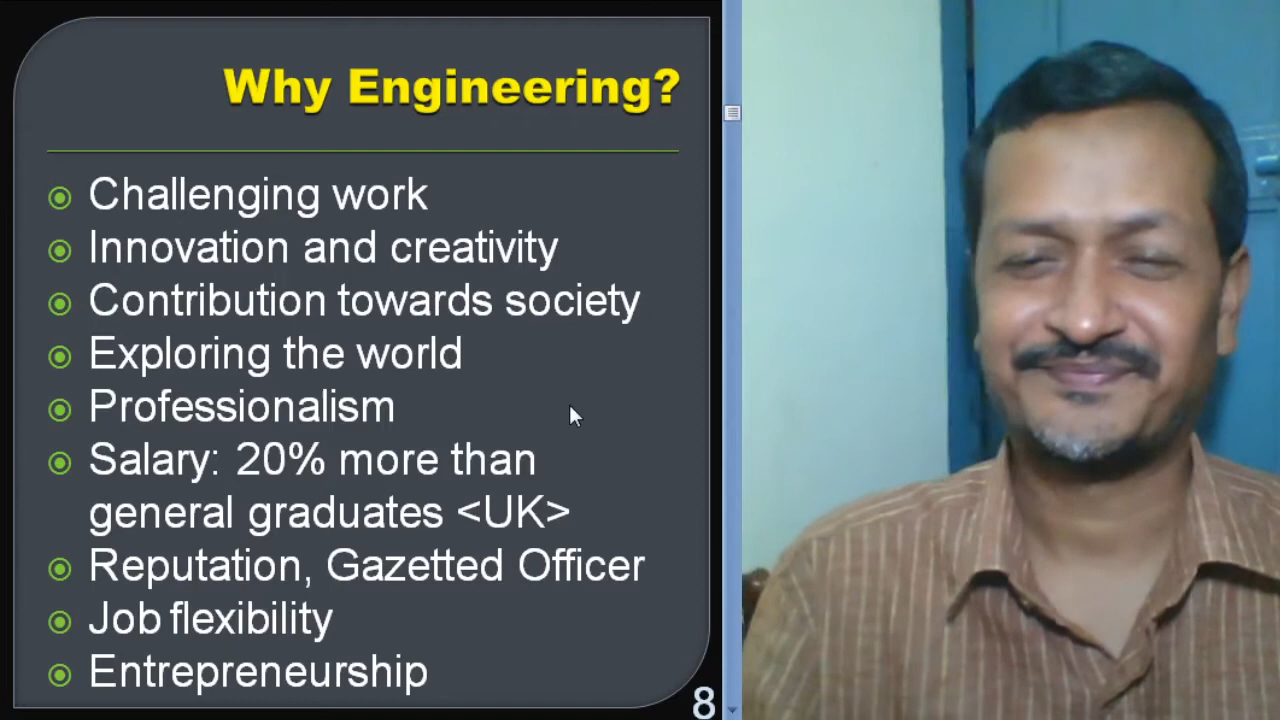 Why Engineering?
Challenging work
Innovation and creativity
Contribution towards society
Exploring the world
Professionalism
Salary: 20% more than
general graduates <UK>
Reputation, Gazetted Officer
Job flexibility
Entrepreneurship
8